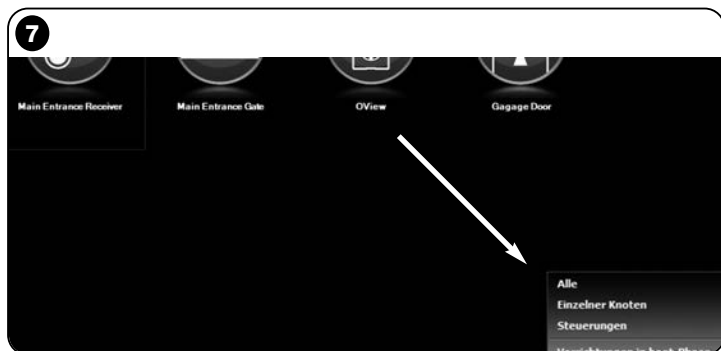 7
Main Entrance Receiver
Main Entrance Gate
OView
Gagage Door
Alle
Einzelner Knoten
Steuerungen